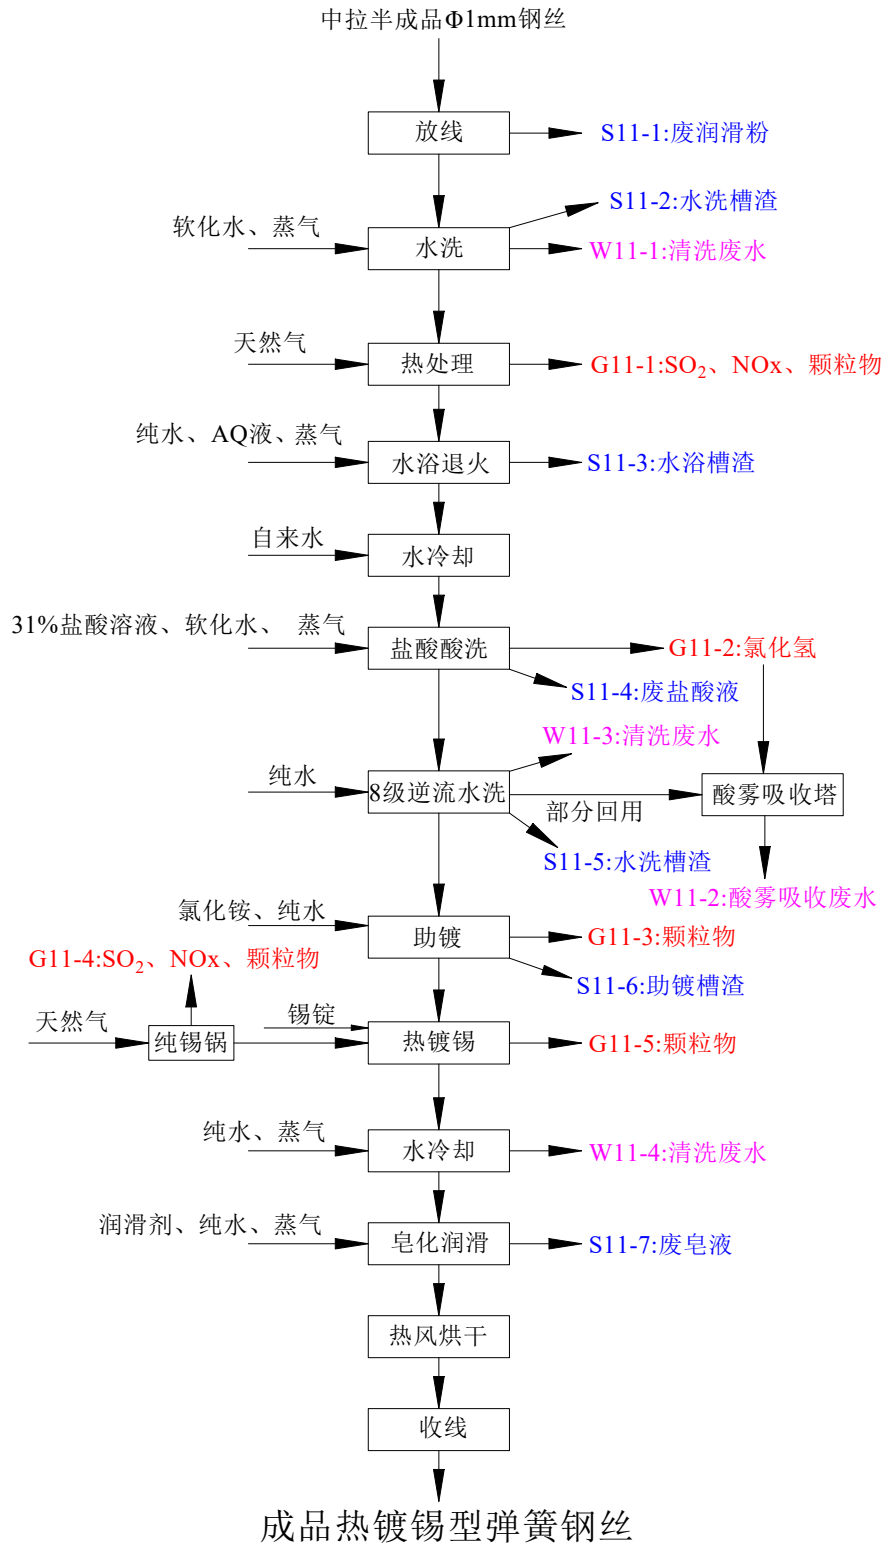 中拉半成品Φ1mm钢丝
放线
S11-1:废润滑粉
S11-2:水洗槽渣
软化水、蒸气
水洗
W11-1:清洗废水
天然气
热处理
G11-1:SO₂、NOx、颗粒物
纯水、AQ液、蒸气
水浴退火
S11-3:水浴槽渣
自来水
水冷却
31%盐酸溶液、软化水、 蒸气
盐酸酸洗
G11-2:氯化氢
S11-4:废盐酸液
W11-3:清洗废水
纯水
8级逆流水洗
部分回用
酸雾吸收塔
S11-5:水洗槽渣
W11-2:酸雾吸收废水
氯化铵、纯水
助镀
G11-3:颗粒物
G11-4:SO₂、NOx、颗粒物
S11-6:助镀槽渣
天然气
纯锡锅
锡锭
热镀锡
G11-5:颗粒物
纯水、蒸气
水冷却
W11-4:清洗废水
润滑剂、纯水、蒸气
皂化润滑
S11-7:废皂液
热风烘干
收线
成品热镀锡型弹簧钢丝